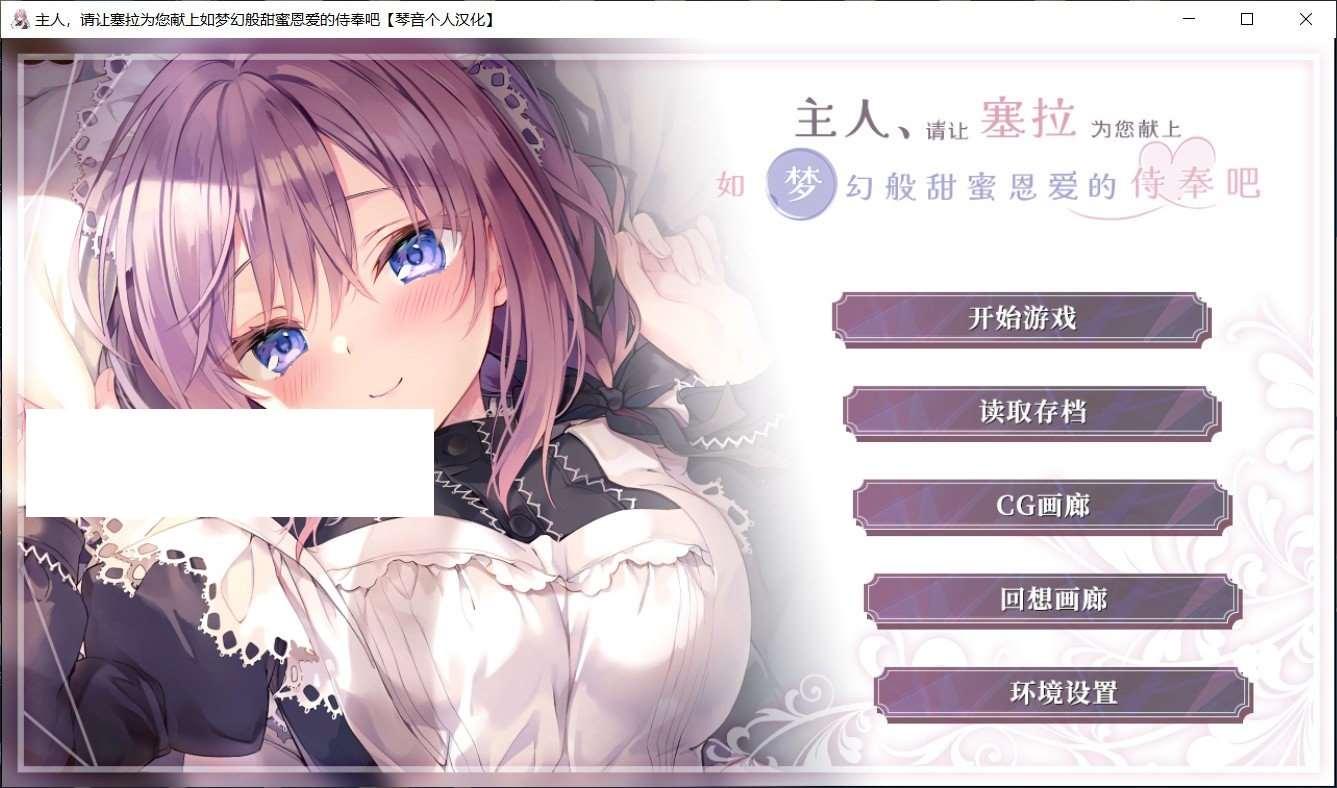 主人，请让塞拉为您献上如梦幻般甜蜜恩爱的侍奉吧【琴音个人汉化】
主人、请让塞拉为您献上
如梦幻般甜蜜恩爱的侍奉吧
开始游戏
读取存档
CG画廊
回想画廊
环境设置